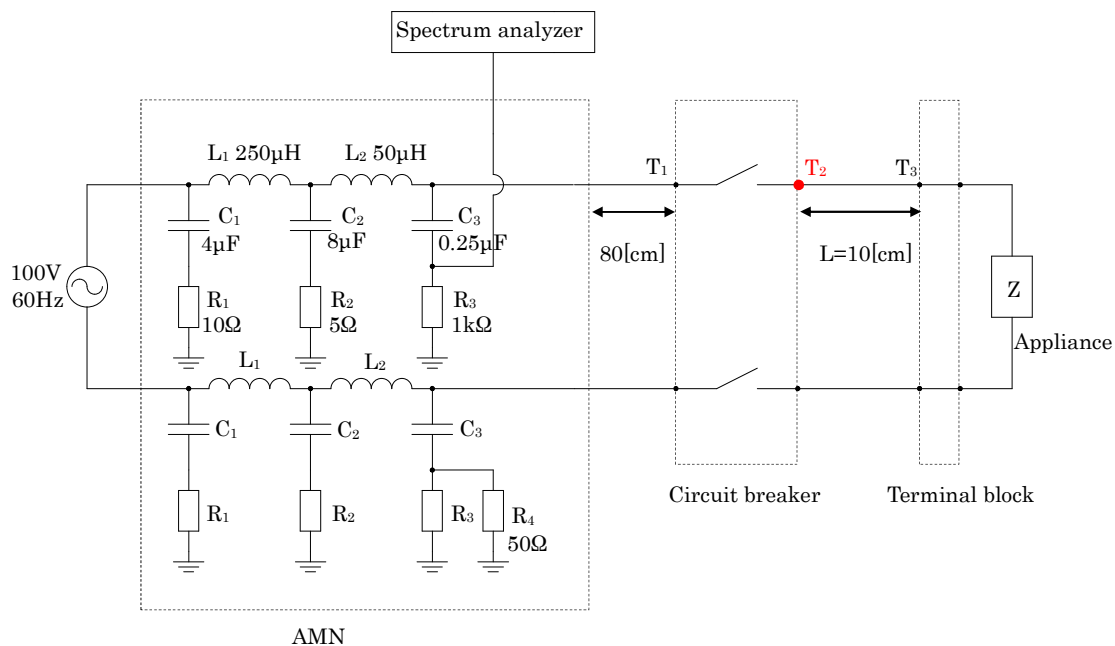 Spectrum analyzer
L₁ 250µH
L₂ 50µH
T₁
T₂
T₃
C₁
4µF
C₂
8µF
C₃
0.25µF
80[cm]
L=10[cm]
100V
60Hz
R₁
10Ω
R₂
5Ω
R₃
1kΩ
Z
Appliance
L₁
L₂
C₁
C₂
C₃
Circuit breaker
Terminal block
R₁
R₂
R₃
R₄
50Ω
AMN